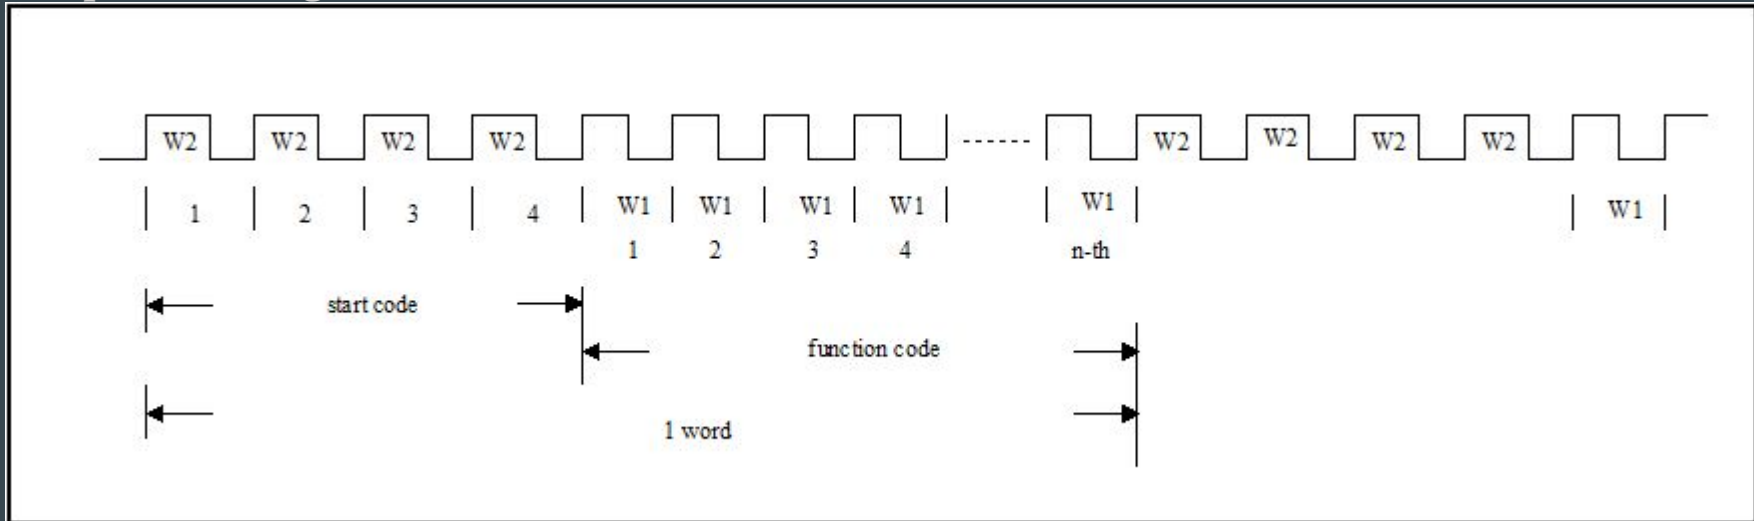 W2 W2 W2 W2 W2 W2 W2 W2
1 2 3 4 W1 W1 W1 W1 W1 W1
1 2 3 4 n-th
start code
function code
1 word